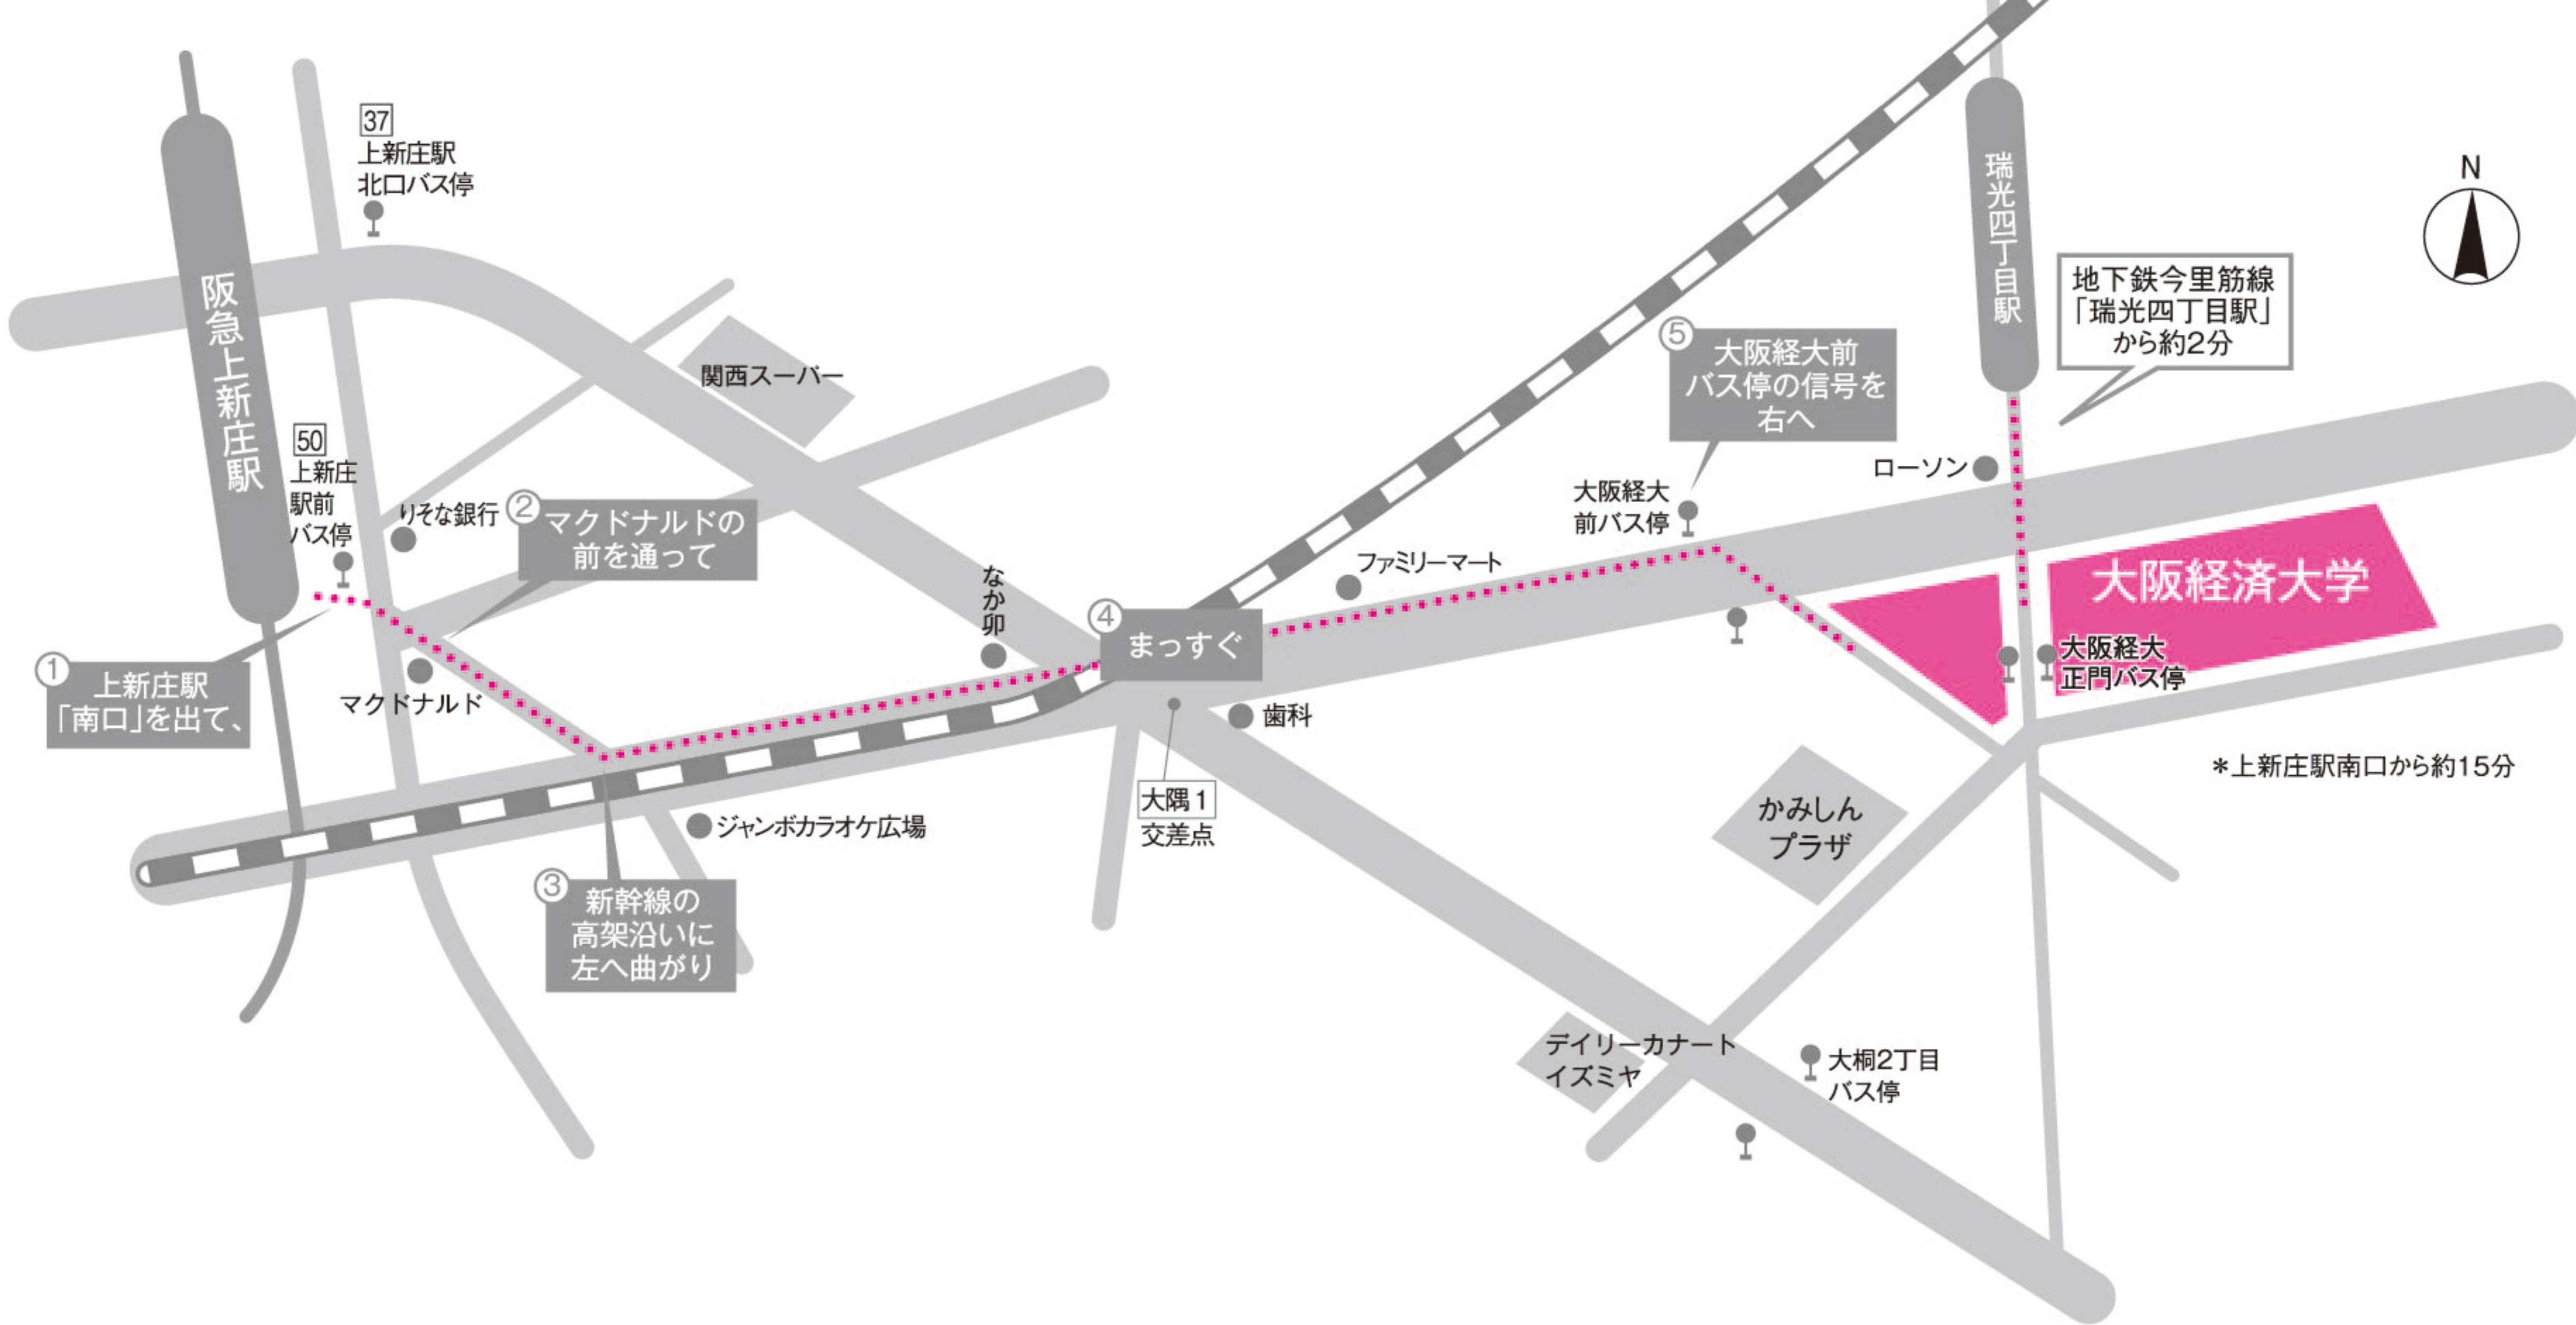 37
上新庄駅
北口バス停
N
瑞光四丁目駅
地下鉄今里筋線
「瑞光四丁目駅」
から約2分
阪急上新庄駅
関西スーパー
⑤
大阪経大前
バス停の信号を
右へ
50
上新庄
駅前
バス停
りそな銀行
②
マクドナルドの
前を通って
ローソン
大阪経大
前バス停
ファミリーマート
なか卯
④
まっすぐ
大阪経済大学
①
上新庄駅
「南口」を出て、
マクドナルド
歯科
大阪経大
正門バス停
＊上新庄駅南口から約15分
大隅1
交差点
ジャンボカラオケ広場
かみしん
プラザ
③
新幹線の
高架沿いに
左へ曲がり
デイリーカナート
イズミヤ
大桐2丁目
バス停